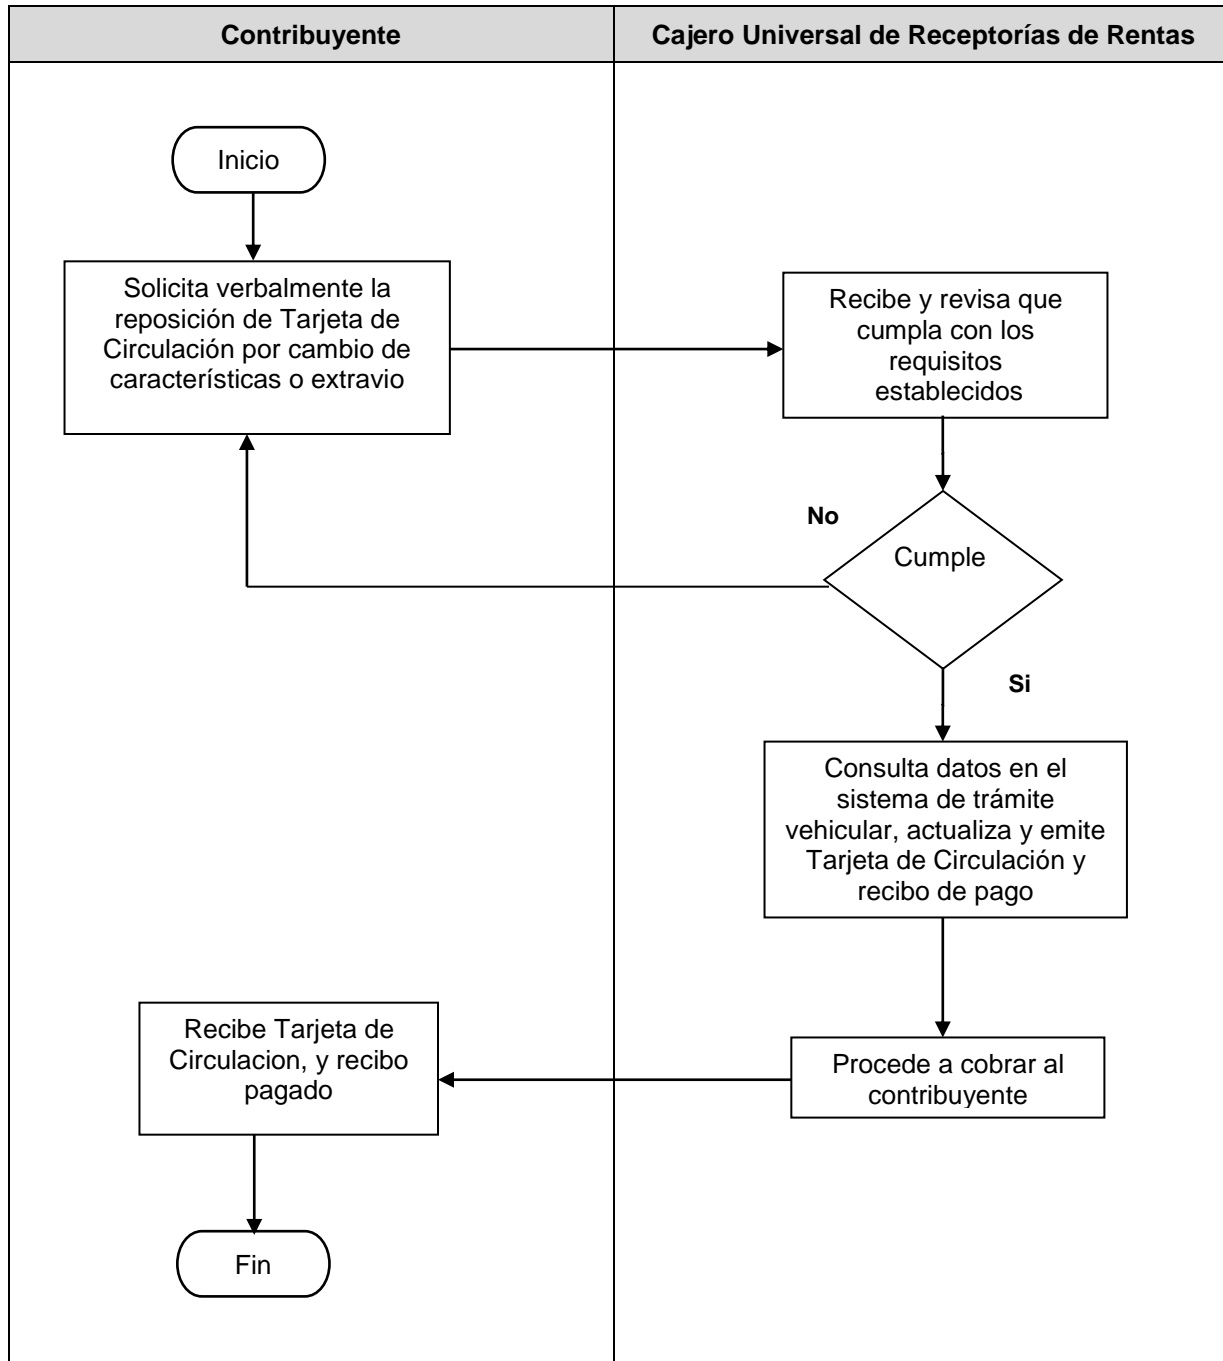 Contribuyente
Cajero Universal de Receptorías de Rentas
Inicio
Solicita verbalmente la
reposición de Tarjeta de
Circulación por cambio de
características o extravio
Recibe y revisa que
cumpla con los
requisitos
establecidos
No
Cumple
Si
Consulta datos en el
sistema de trámite
vehicular, actualiza y emite
Tarjeta de Circulación y
recibo de pago
Procede a cobrar al
contribuyente
Recibe Tarjeta de
Circulacion, y recibo
pagado
Fin